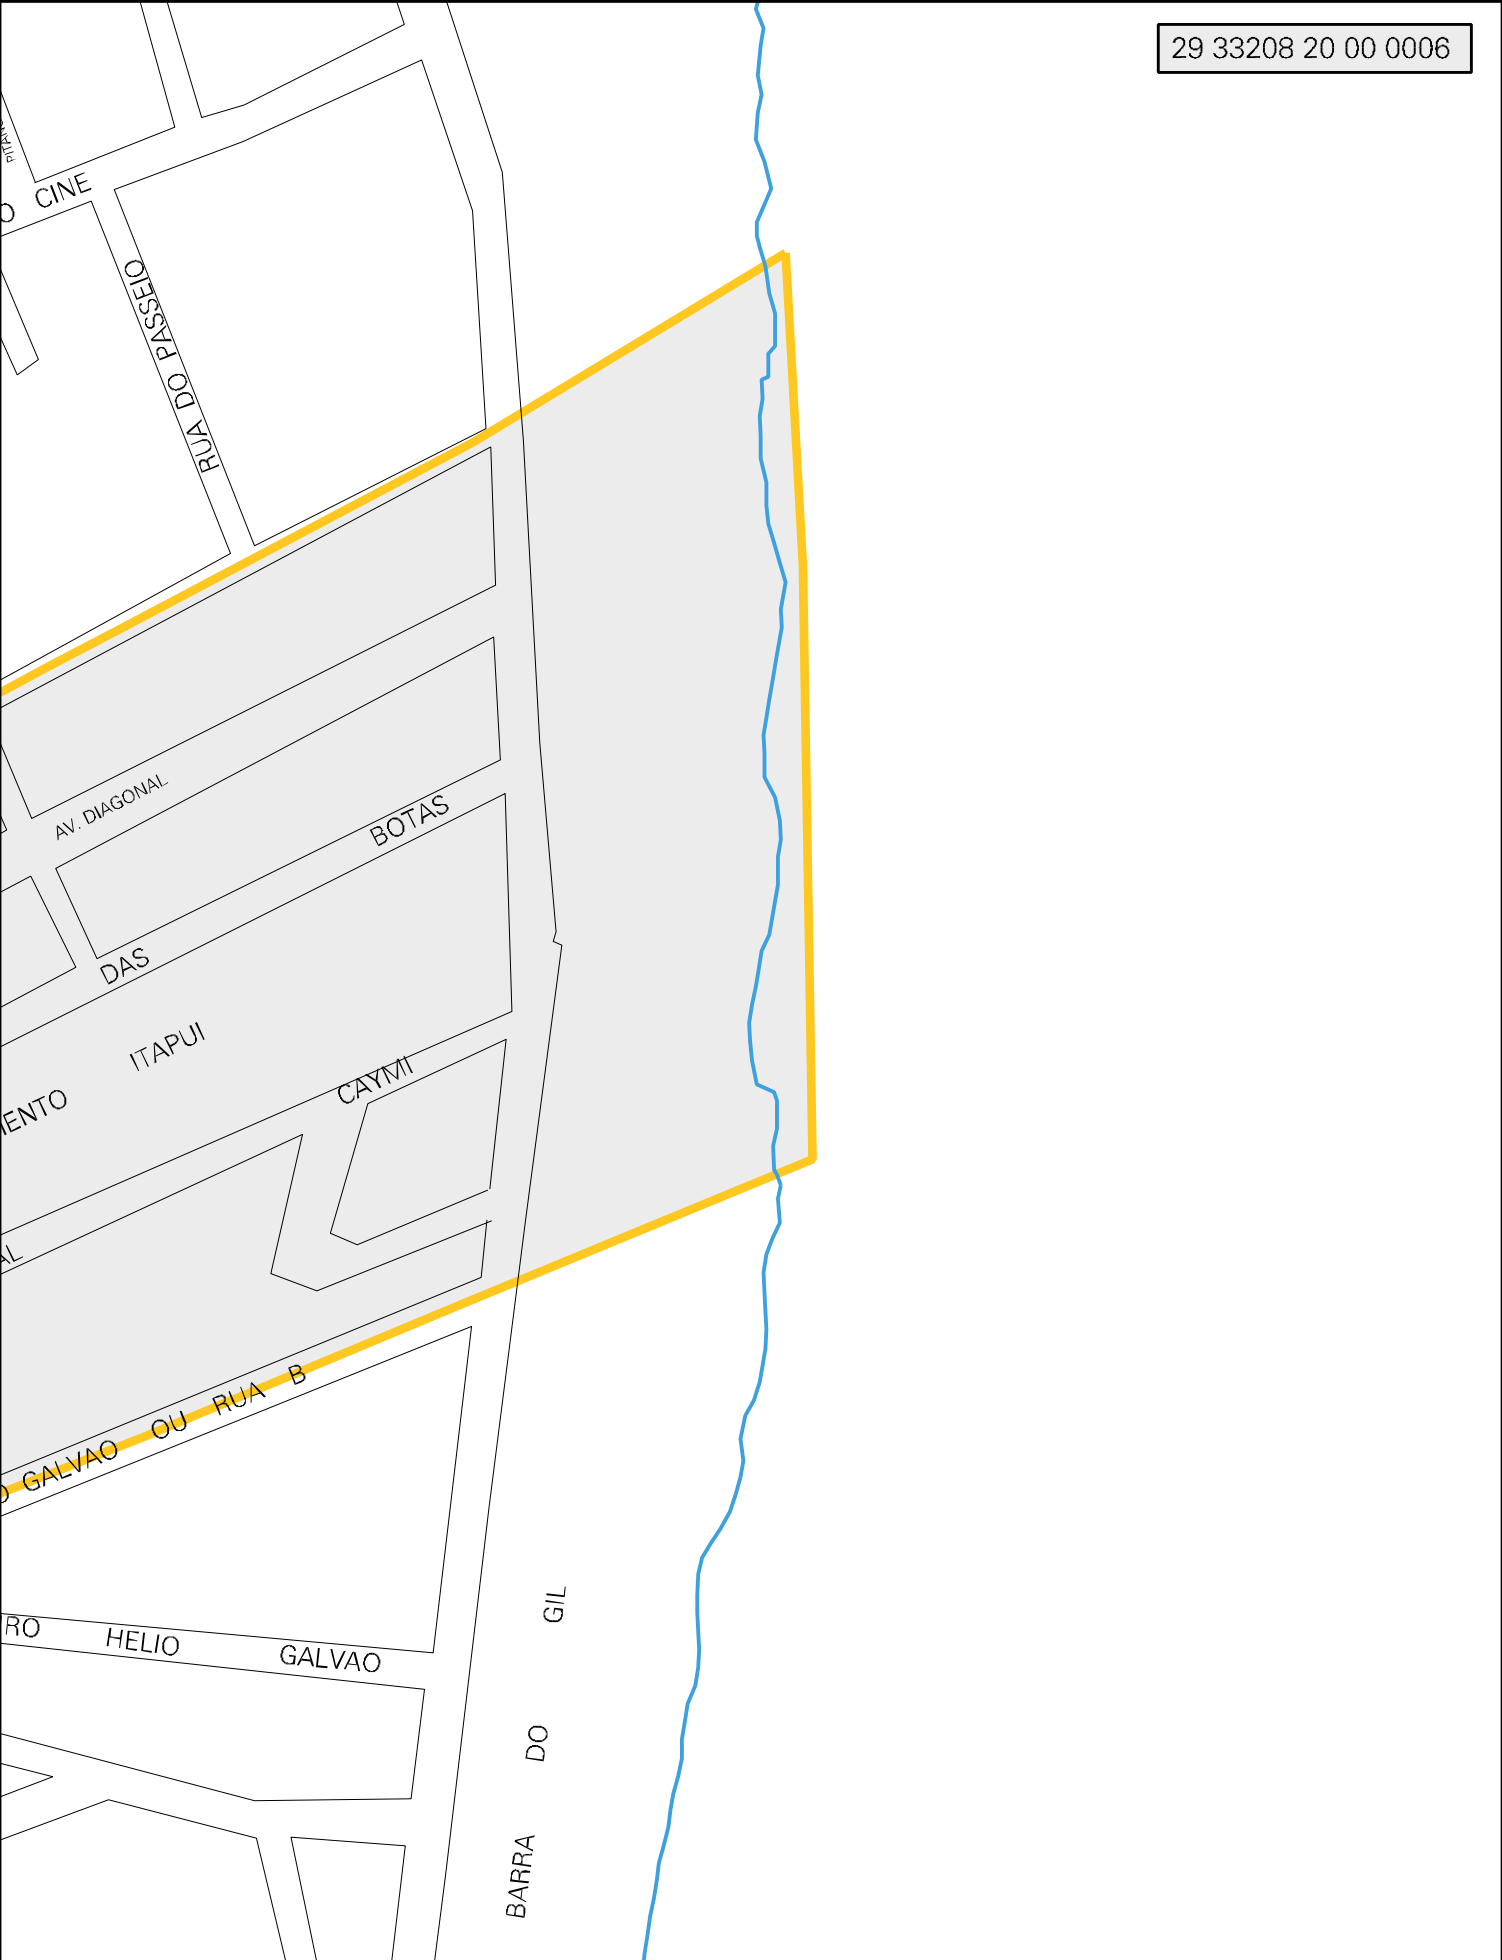 29 33208 20 00 0006
CINE
RUA DO PASSEIO
AV. DIAGONAL
BOTAS
DAS
ITAPUI
IENTO
CAYMI
AL
O GALVAO OU RUA B
RO HELIO GALVAO
BARRA DO GIL